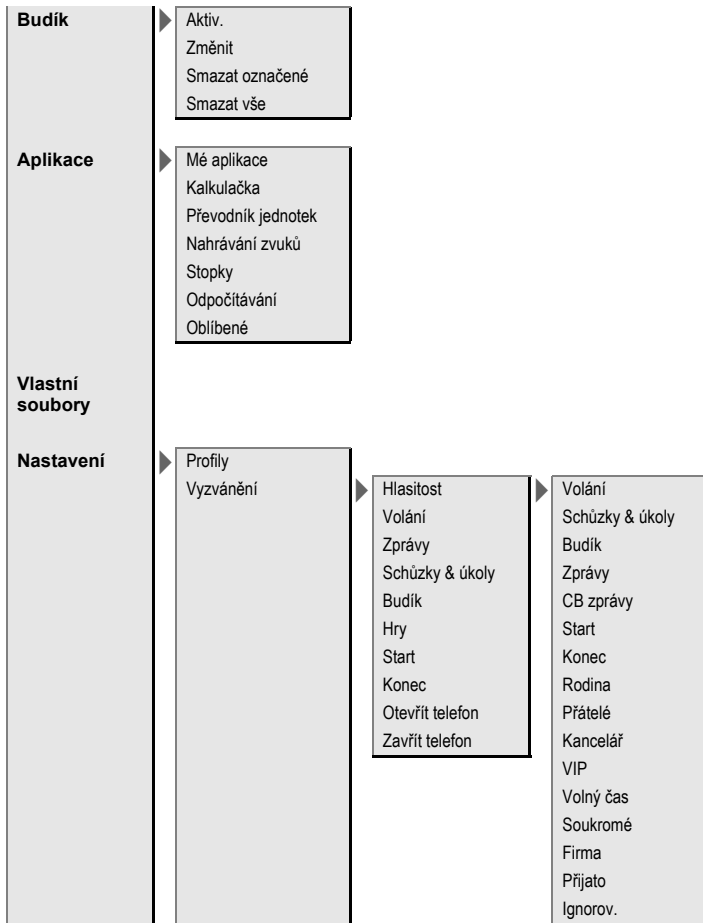 Budík
Aktiv.
Změnit
Smazat označené
Smazat vše
Aplikace
Mé aplikace
Kalkulačka
Převodník jednotek
Nahrávání zvuků
Stopky
Odpočítávání
Oblíbené
Vlastní
soubory
Nastavení
Profily
Vyzvánění
Hlasitost
Volání
Zprávy
Schůzky & úkoly
Budík
Hry
Start
Konec
Otevřít telefon
Zavřít telefon
Volání
Schůzky & úkoly
Budík
Zprávy
CB zprávy
Start
Konec
Rodina
Přátelé
Kancelář
VIP
Volný čas
Soukromé
Firma
Přijato
Ignorov.